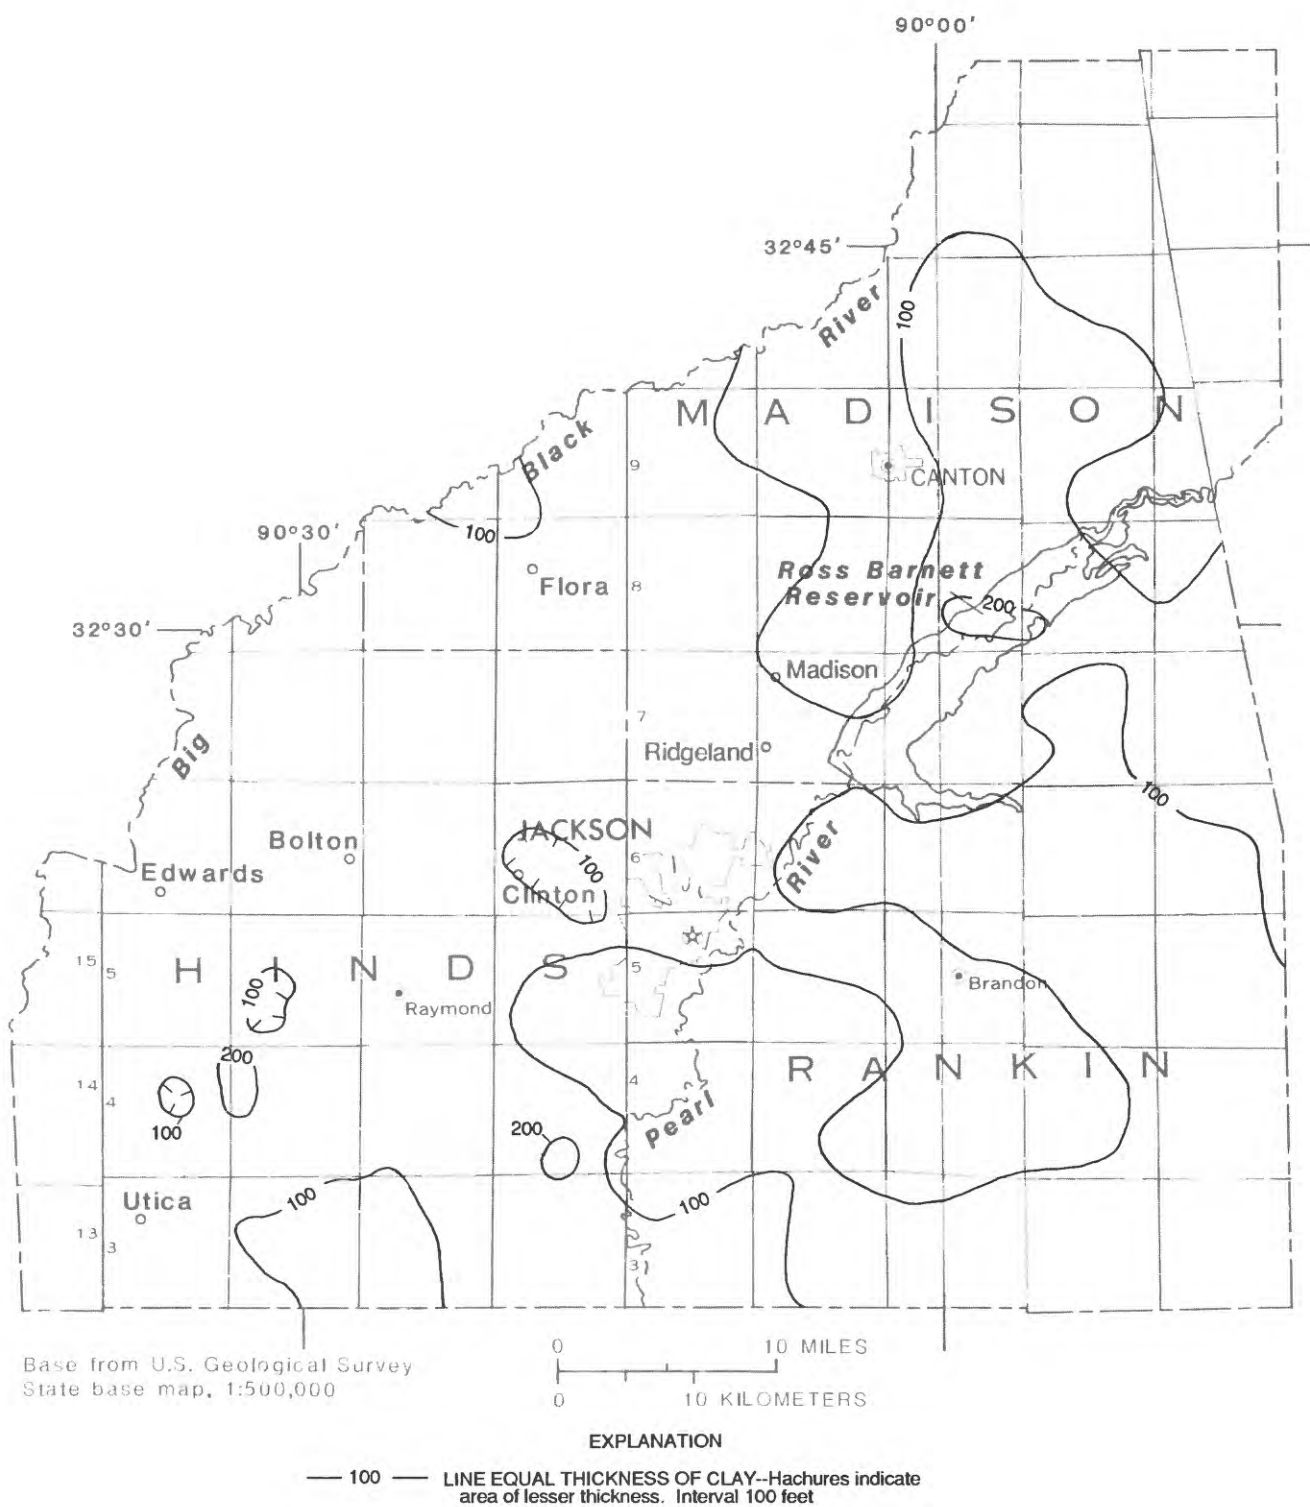 90°00'
32°45'
River
100
M A D I S O N
Black
9
CANTON
100
90°30'
Flora
8
Ross Barnett
Reservoir
200
32°30'
Madison
7
Ridgeland
Big
100
JACKSON
Bolton
River
100
6
Edwards
Clinton
15
5
H I N D S
5
100
Raymond
Brandon
200
R A N K I N
14
4
4
Pearl
100
200
Utica
100
100
13
3
3
0 10 MILES
0 10 KILOMETERS
Base from U.S. Geological Survey
State base map, 1:500,000
EXPLANATION
— 100 — LINE EQUAL THICKNESS OF CLAY--Hachures indicate
area of lesser thickness. Interval 100 feet